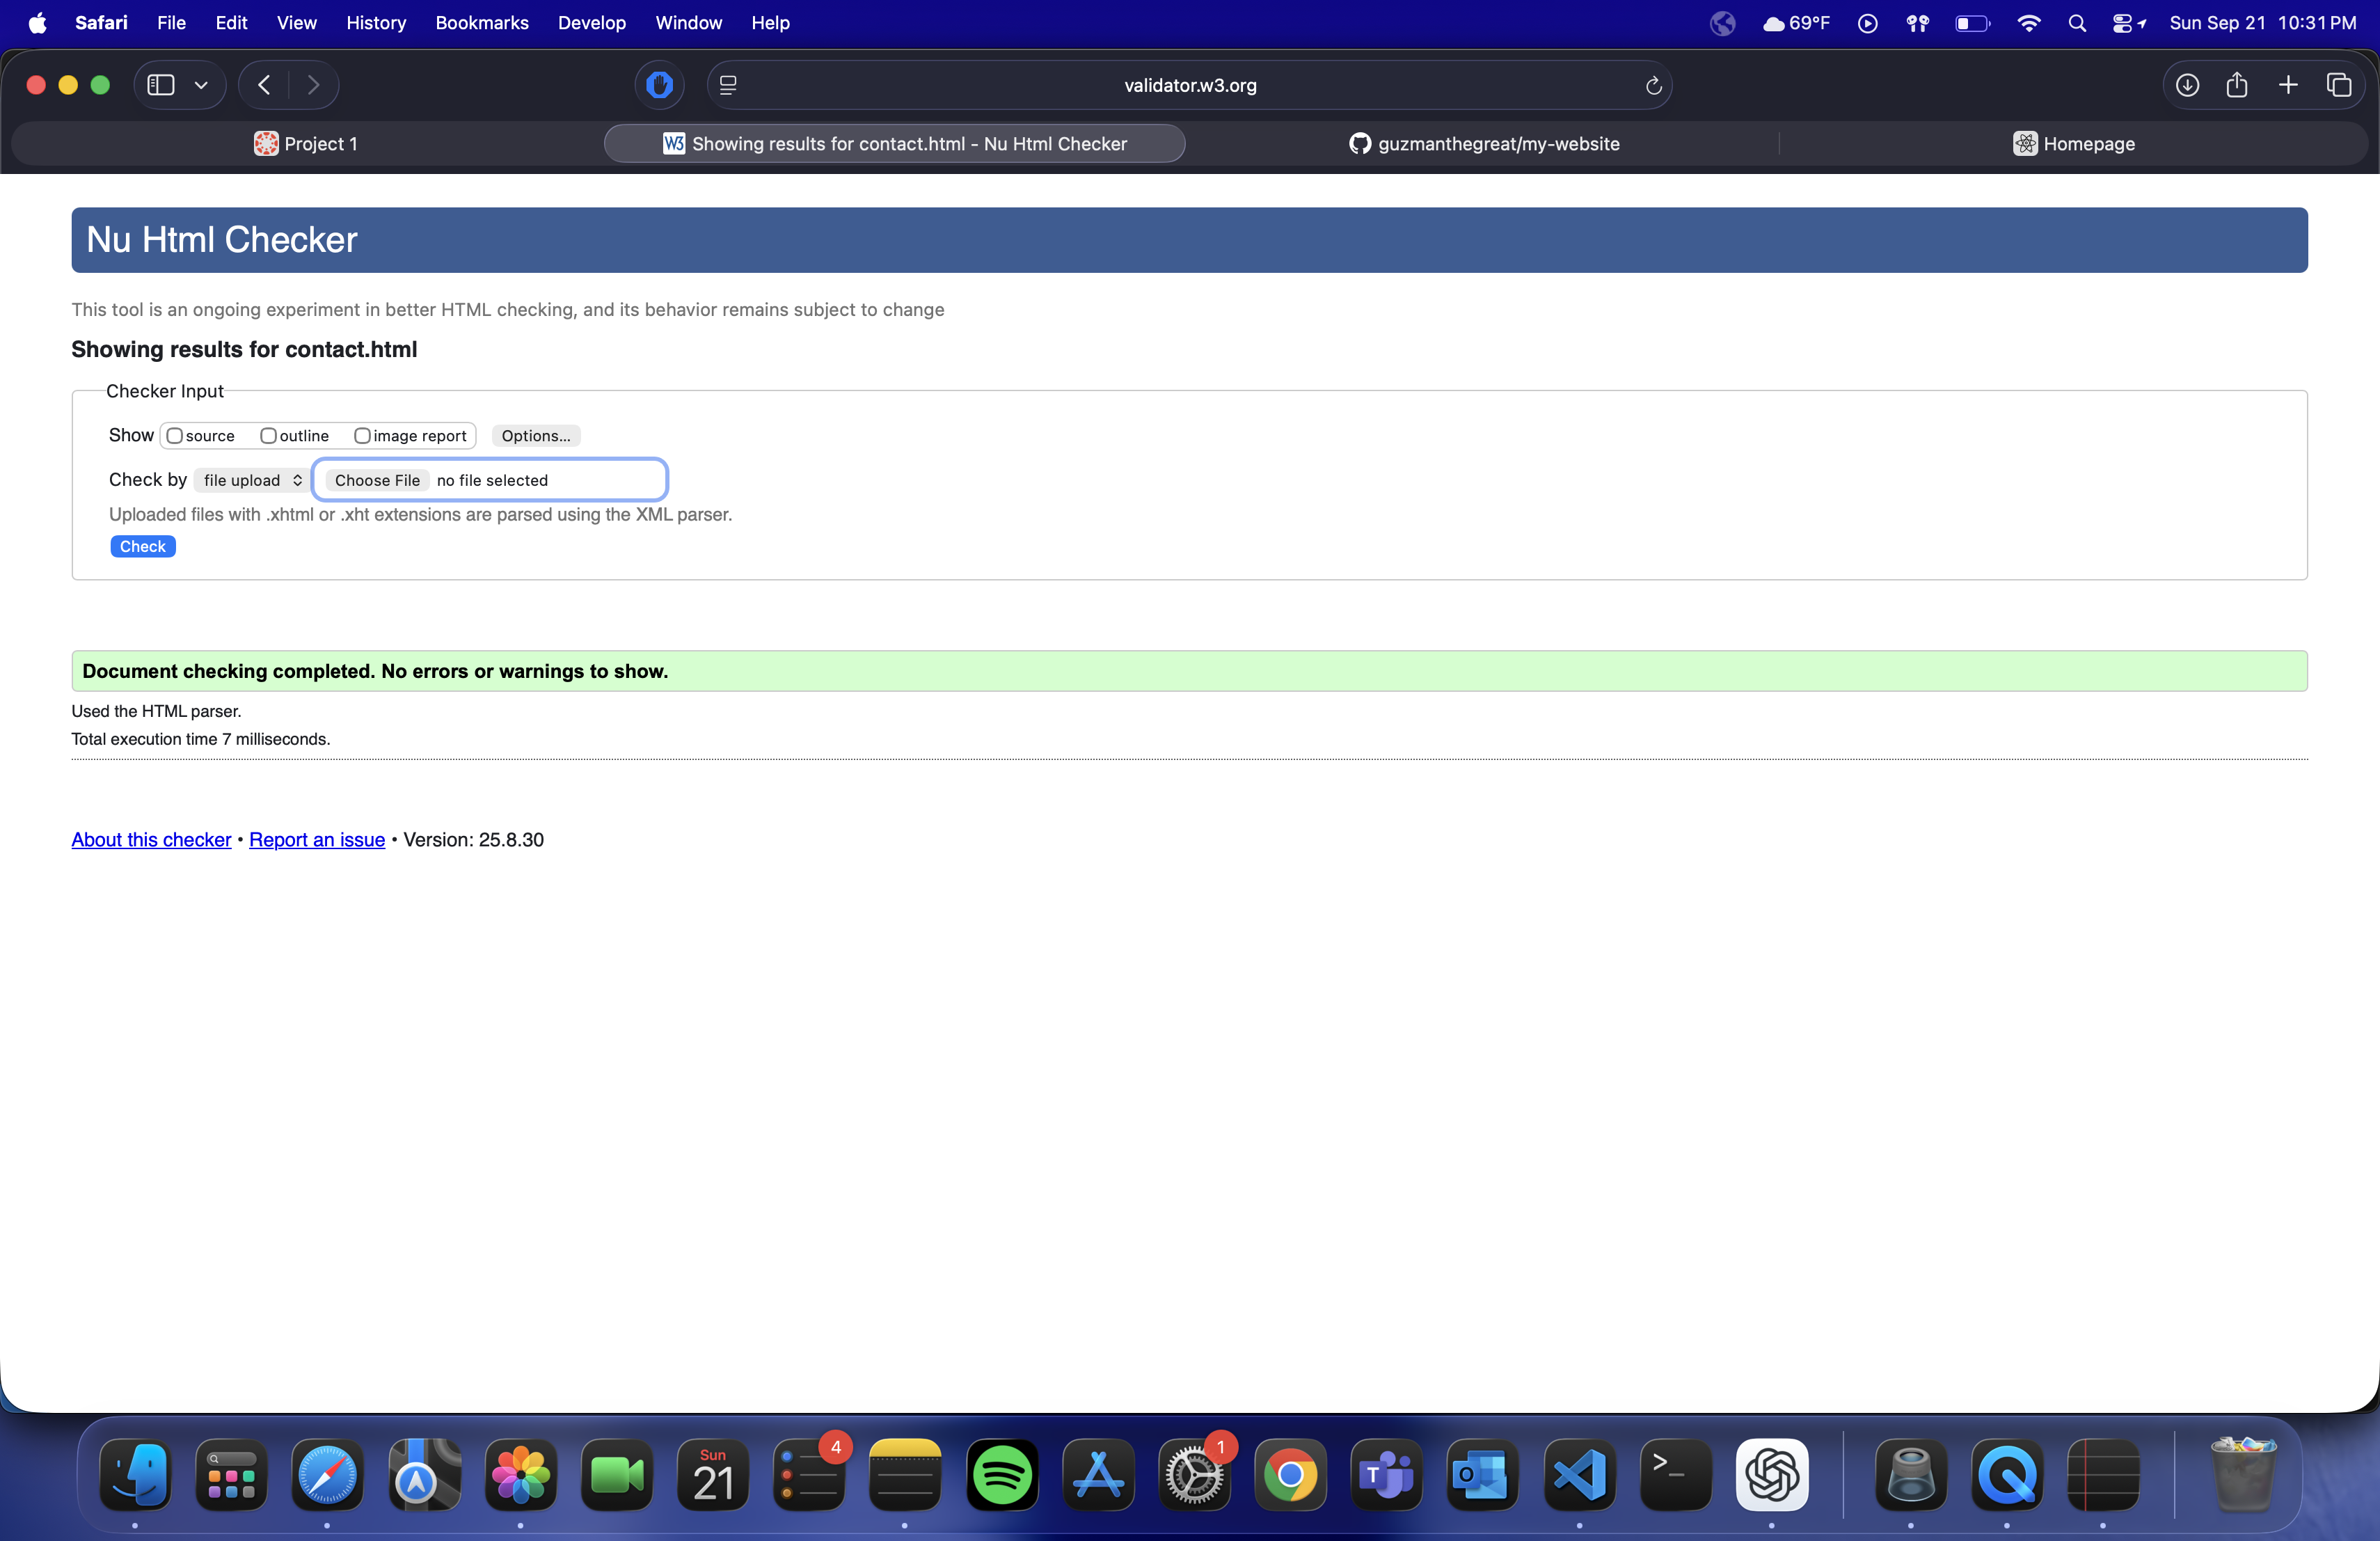 Safari File Edit View History Bookmarks Develop Window Help 69°F Sun Sep 21 10:31 PM
validator.w3.org
Project 1 W3 Showing results for contact.html - Nu Html Checker guzmanthegreat/my-website Homepage
Nu Html Checker
This tool is an ongoing experiment in better HTML checking, and its behavior remains subject to change
Showing results for contact.html
Checker Input
Show source outline image report Options...
Check by file upload Choose File no file selected
Uploaded files with .xhtml or .xht extensions are parsed using the XML parser.
Check
Document checking completed. No errors or warnings to show.
Used the HTML parser.
Total execution time 7 milliseconds.
About this checker • Report an issue • Version: 25.8.30
Sun 4 1
21 T O >_